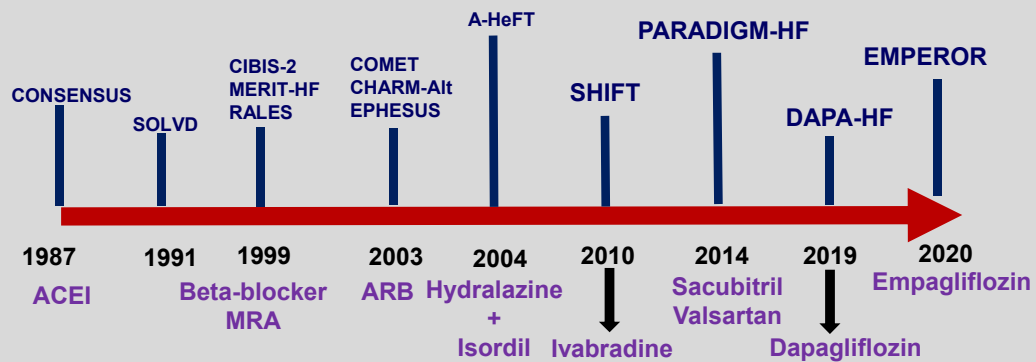 CONSENSUS
SOLVD
CIBIS-2
MERIT-HF
RALES
COMET
CHARM-Alt
EPHESUS
A-HeFT
SHIFT
PARADIGM-HF
DAPA-HF
EMPEROR
1987
1991
1999
2003
2004
2010
2014
2019
2020
ACEI
Beta-blocker
MRA
ARB
Hydralazine
+
Isordil
Ivabradine
Sacubitril
Valsartan
Dapagliflozin
Empagliflozin